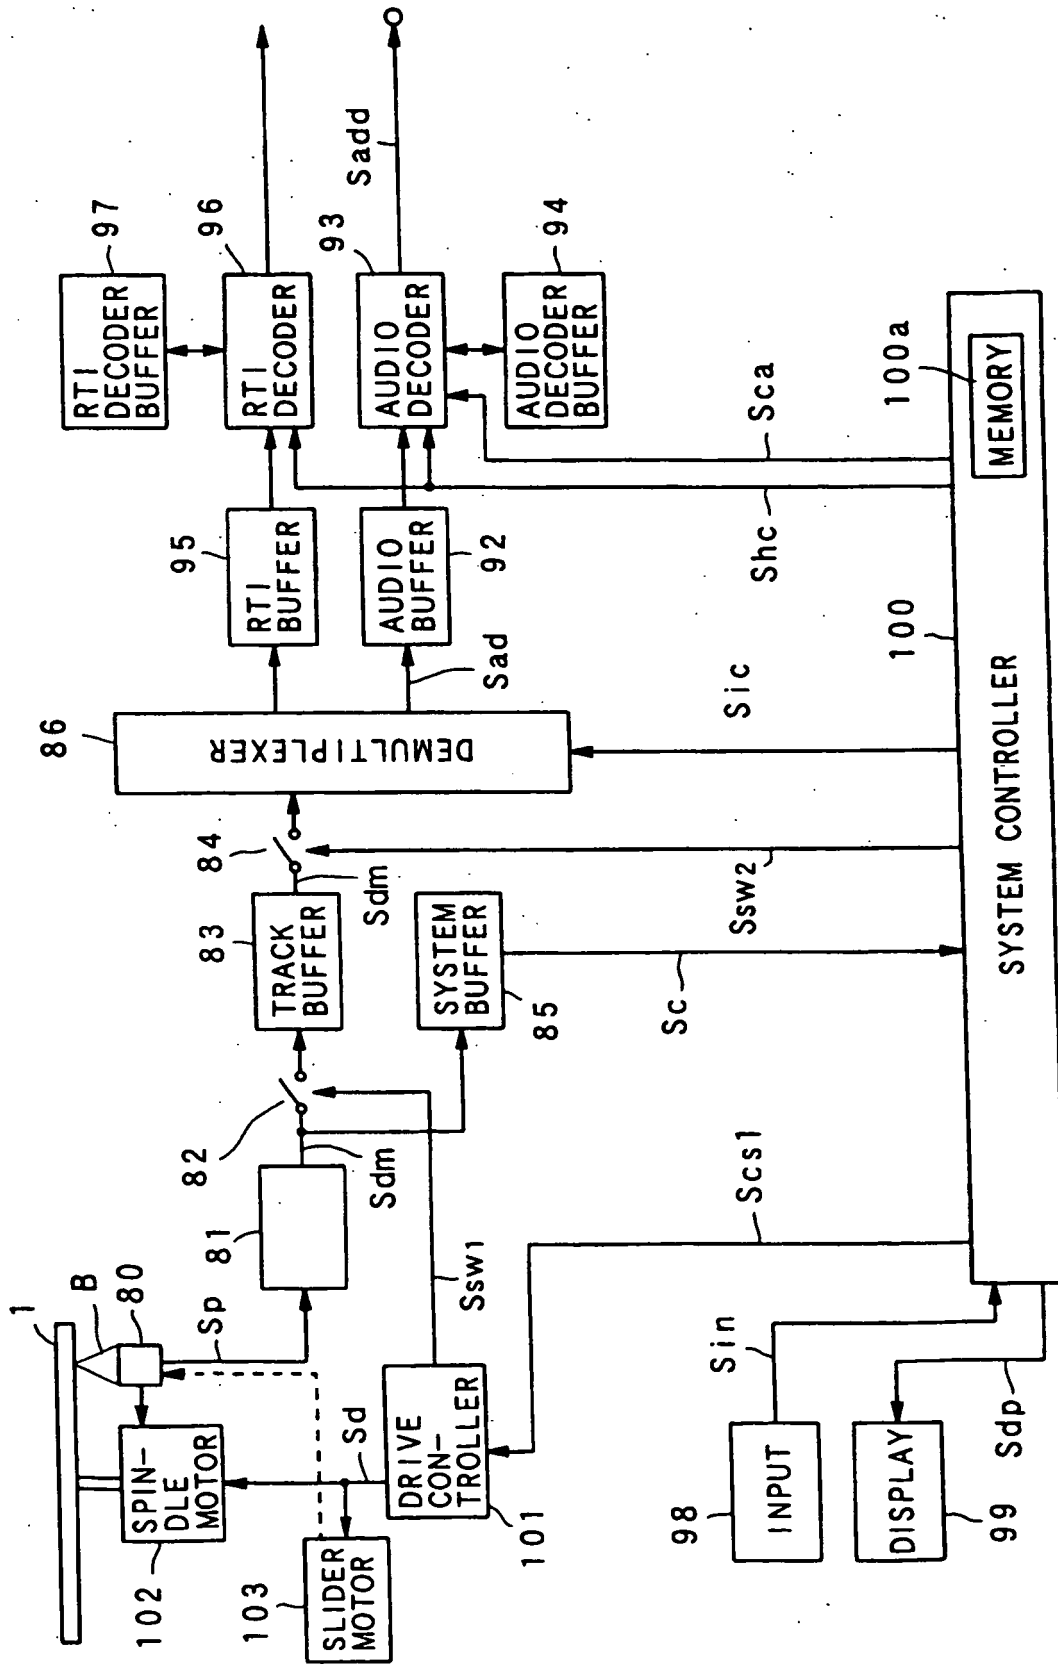 1
B
80
SPIN-
DLE
MOTOR
102
SLIDER
MOTOR
103
Sp
Sd
DRIVE
CON-
TROLLER
101
81
Sdm
82
Ssw1
TRACK
BUFFER
83
Sdm
84
SYSTEM
BUFFER
85
DEMULTIPLEXER
86
Sad
RTI
BUFFER
95
AUDIO
BUFFER
92
RTI
DECODER
BUFFER
97
RTI
DECODER
96
AUDIO
DECODER
93
AUDIO
DECODER
BUFFER
94
Sadd
INPUT
98
DISPLAY
99
Sin
Sdp
Scs1
Sc
Ssw2
Sic
Shc
Sca
SYSTEM CONTROLLER
100
MEMORY
100a